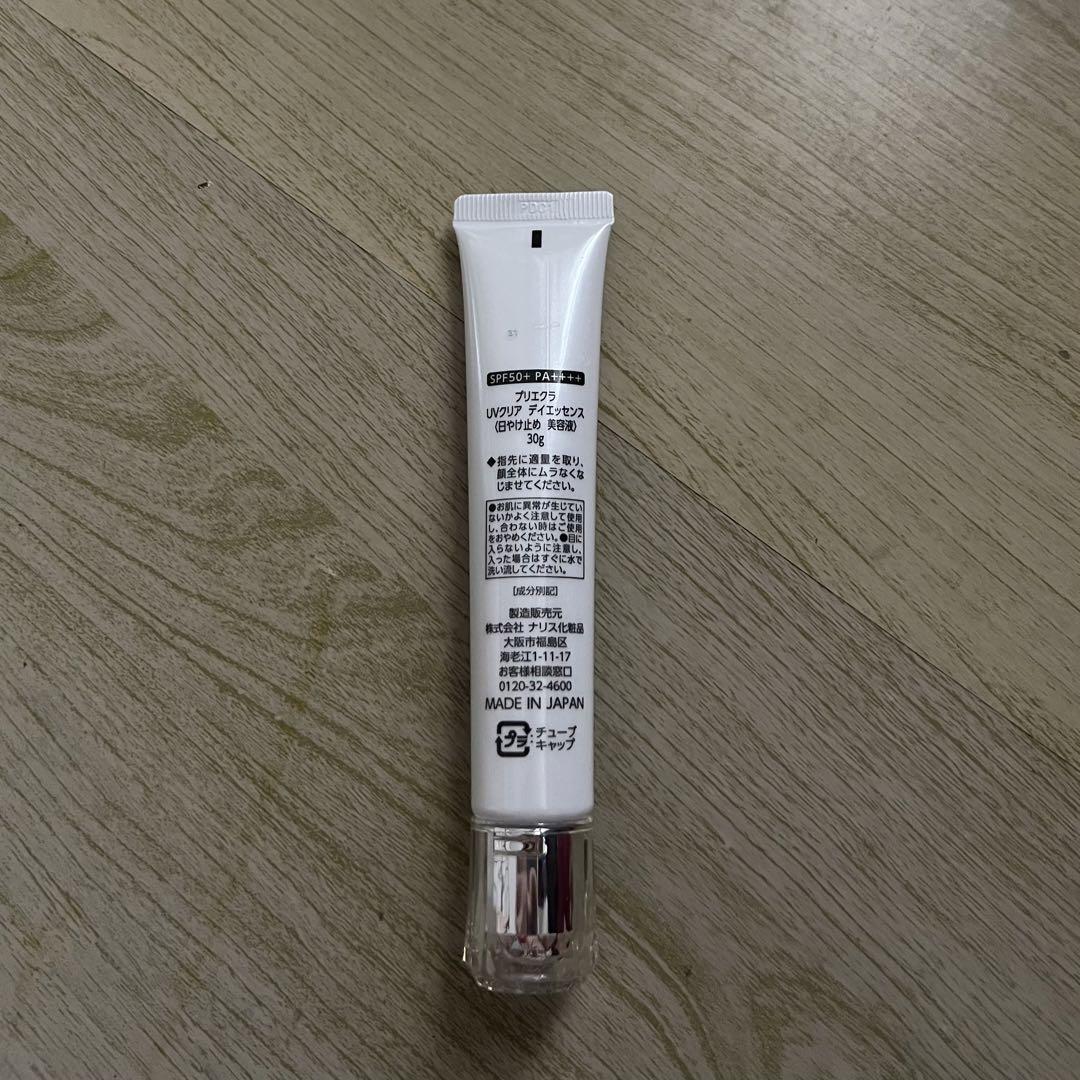 SPF50+ PA++++
プリエクラ
UVクリア デイエッセンス
〈日やけ止め 美容液〉
30g
◆指先に適量を取り、
顔全体にムラなくな
じませてください。
●お肌に異常が生じてい
ないかよく注意して使用
し、合わない時はご使用
をおやめください。●目に
入らないように注意し、
入った場合はすぐに水で
洗い流してください。
[成分別記]
製造販売元
株式会社 ナリス化粧品
大阪市福島区
海老江1-11-17
お客様相談窓口
0120-32-4600
MADE IN JAPAN
プラ :チューブ
キャップ